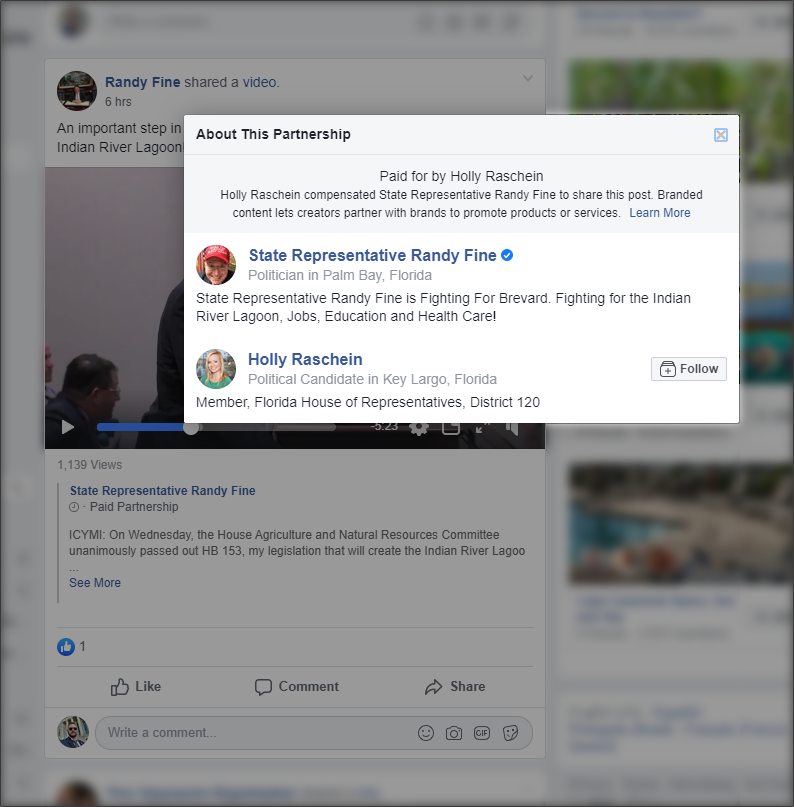 Randy Fine shared a video.
6 hrs
An important step in
Indian River Lagoon!
About This Partnership
Paid for by Holly Raschein
Holly Raschein compensated State Representative Randy Fine to share this post. Branded
content lets creators partner with brands to promote products or services. Learn More
State Representative Randy Fine
Politician in Palm Bay, Florida
State Representative Randy Fine is Fighting For Brevard. Fighting for the Indian
River Lagoon, Jobs, Education and Health Care!
Holly Raschein
Political Candidate in Key Largo, Florida
Follow
Member, Florida House of Representatives, District 120
-5:23
1,139 Views
State Representative Randy Fine
· Paid Partnership
ICYMI: On Wednesday, the House Agriculture and Natural Resources Committee
unanimously passed out HB 153, my legislation that will create the Indian River Lagoo
...
See More
1
Like Comment Share
Write a comment...
GIF